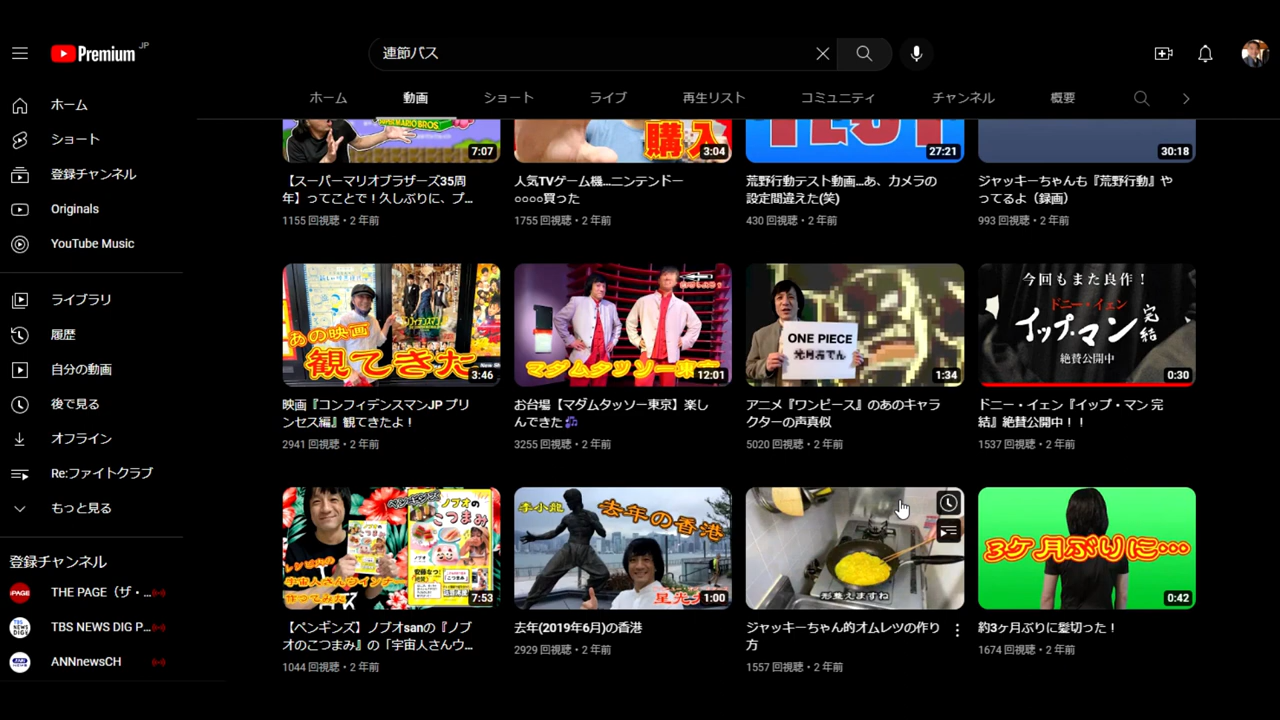 Premium JP
連節バス
ホーム 動画 ショート ライブ 再生リスト コミュニティ チャンネル 概要
ホーム
ショート
登録チャンネル
Originals
YouTube Music
ライブラリ
履歴
自分の動画
後で見る
オフライン
Re:ファイトクラブ
もっと見る
登録チャンネル
THE PAGE（ザ・...
TBS NEWS DIG P...
ANNnewsCH
7:07
購入
3:04
TEST
27:21
30:18
【スーパーマリオブラザーズ35周
年】ってことで！久しぶりに、ブ...
1155 回視聴・2 年前
人気TVゲーム機...ニンテンドー
○○○○買った
1755 回視聴・2 年前
荒野行動テスト動画...あ、カメラの
設定間違えた(笑)
430 回視聴・2 年前
ジャッキーちゃんも『荒野行動』や
ってるよ（録画）
993 回視聴・2 年前
あの映画
観てきた
3:46
マダムタッソー東京
12:01
ONE PIECE
光月おでん
1:34
今回もまた良作！
ドニー・イェン
イップ・マン 完結
絶賛公開中
0:30
映画『コンフィデンスマンJP プリ
ンセス編』観てきたよ！
2941 回視聴・2 年前
お台場【マダムタッソー東京】楽し
んできた🎶
3255 回視聴・2 年前
アニメ『ワンピース』のあのキャラ
クターの声真似
5020 回視聴・2 年前
ドニー・イェン『イップ・マン 完
結』絶賛公開中！！
1537 回視聴・2 年前
ペンギンズ
ノブオの
こつまみ
7:53
李小龍
去年の香港
1:00
形整えますね
3ケ月ぶりに…
0:42
【ペンギンズ】ノブオsanの『ノブ
オのこつまみ』の「宇宙人さんウ...
1044 回視聴・2 年前
去年(2019年6月)の香港
2929 回視聴・2 年前
ジャッキーちゃん的オムレツの作り
方
1557 回視聴・2 年前
約3ヶ月ぶりに髪切った！
1674 回視聴・2 年前